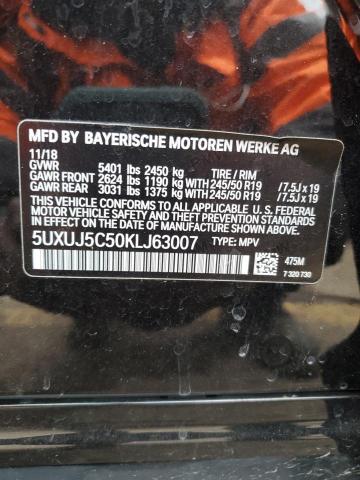 MFD BY BAYERISCHE MOTOREN WERKE AG
11/18
GVWR 5401 lbs 2450 kg TIRE / RIM
GAWR FRONT 2624 lbs 1190 kg WITH 245/50 R19 /7.5J x 19
GAWR REAR 3031 lbs 1375 kg WITH 245/50 R19 /7.5J x 19
THIS VEHICLE CONFORMS TO ALL APPLICABLE U.S. FEDERAL
MOTOR VEHICLE SAFETY AND THEFT PREVENTION STANDARDS
IN EFFECT ON THE DATE OF MANUFACTURE SHOWN ABOVE.
5UXUJ5C50KLJ63007 TYPE: MPV
475M
7 320 730